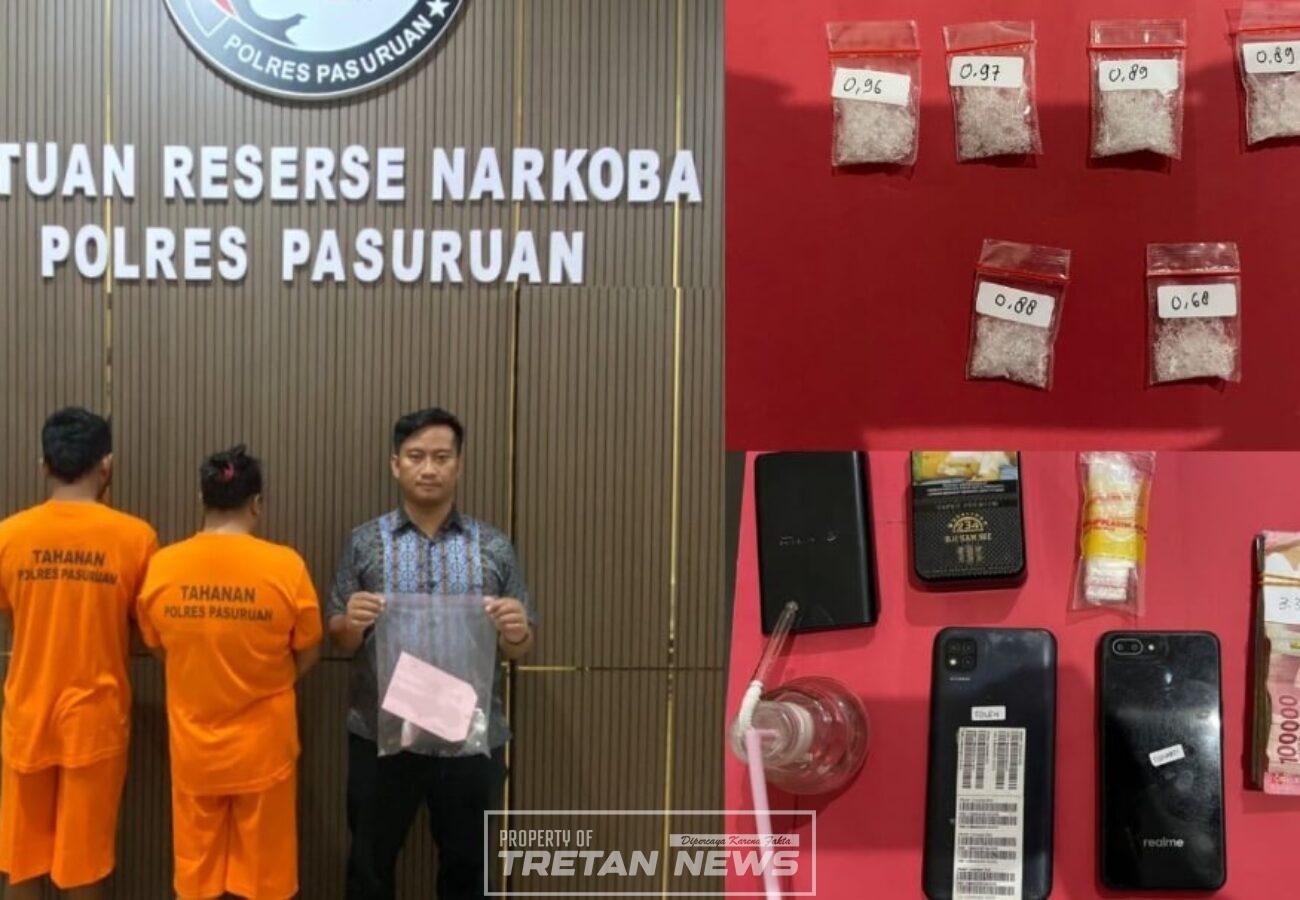 POLRES PASURUAN
TUAN RESERSE NARKOBA
POLRES PASURUAN
TAHANAN
POLRES PASURUAN
TAHANAN
POLRES PASURUAN
0,96
0.97
0,89
0.89
0.88
0.68
234
realme
100000
PROPERTY OF
Dipercaya Karena Fakta
TRETAN NEWS